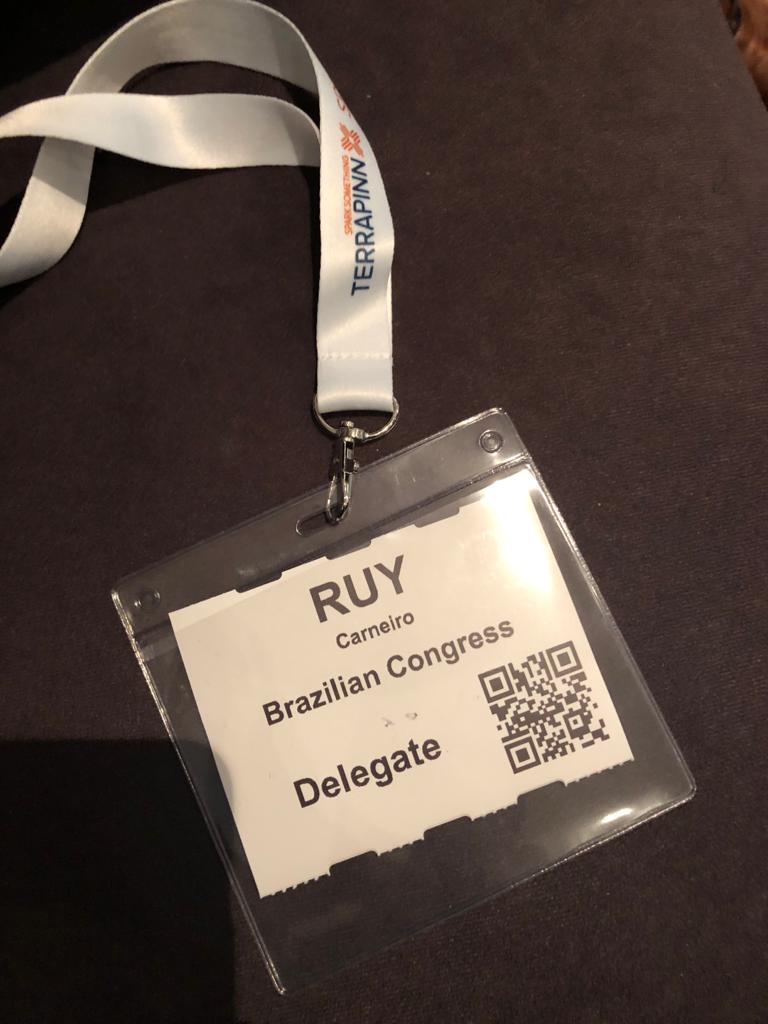 SPARK SOMETHING
TERRAPINN
RUY
Carneiro
Brazilian Congress
Delegate